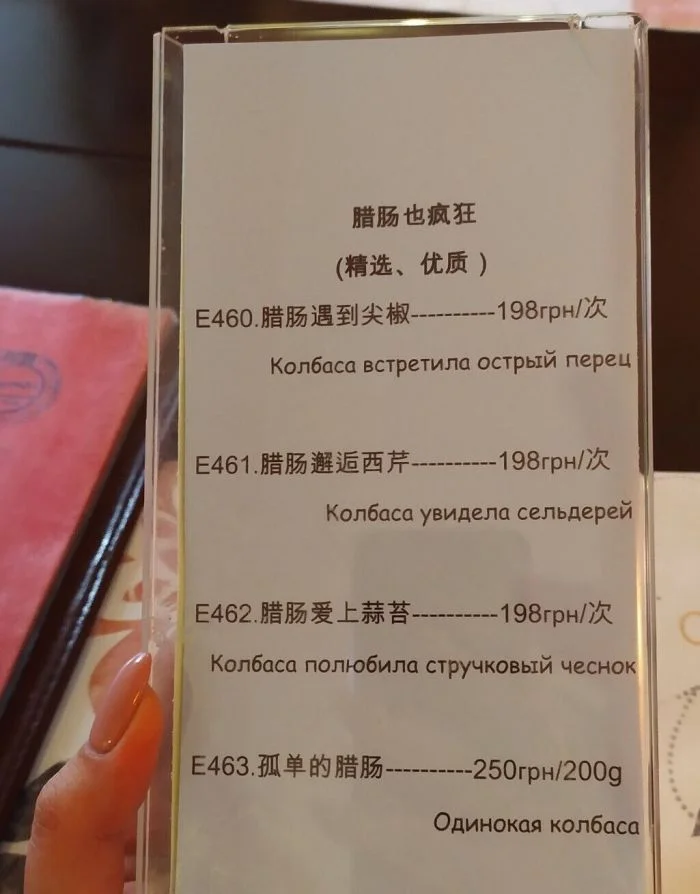 腊肠也疯狂
(精选、优质 )
E460.腊肠遇到尖椒----------198грн/次
Колбаса встретила острый перец
E461.腊肠邂逅西芹----------198грн/次
Колбаса увидела сельдерей
E462.腊肠爱上蒜苔----------198грн/次
Колбаса полюбила стручковый чеснок
E463.孤单的腊肠----------250грн/200g
Одинокая колбаса